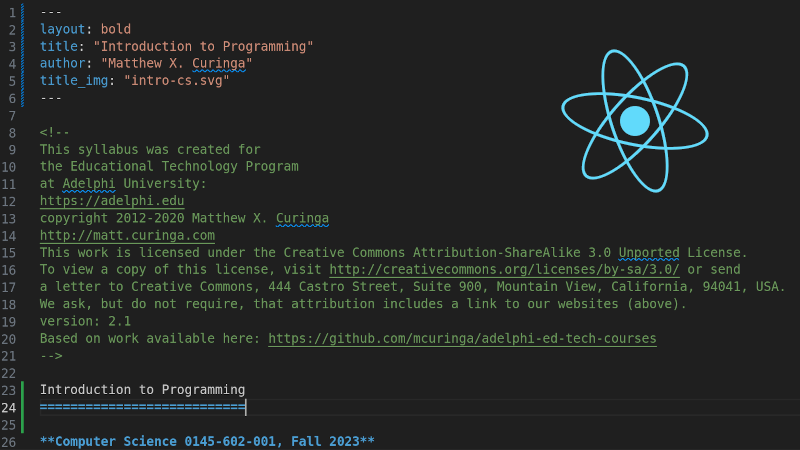 1 ---
2 layout: bold
3 title: "Introduction to Programming"
4 author: "Matthew X. Curinga"
5 title_img: "intro-cs.svg"
6 ---
7
8 <!--
9 This syllabus was created for
10 the Educational Technology Program
11 at Adelphi University:
12 https://adelphi.edu
13 copyright 2012-2020 Matthew X. Curinga
14 http://matt.curinga.com
15 This work is licensed under the Creative Commons Attribution-ShareAlike 3.0 Unported License.
16 To view a copy of this license, visit http://creativecommons.org/licenses/by-sa/3.0/ or send
17 a letter to Creative Commons, 444 Castro Street, Suite 900, Mountain View, California, 94041, USA.
18 We ask, but do not require, that attribution includes a link to our websites (above).
19 version: 2.1
20 Based on work available here: https://github.com/mcuringa/adelphi-ed-tech-courses
21 -->
22
23 Introduction to Programming
24 ===========================
25
26 **Computer Science 0145-602-001, Fall 2023**